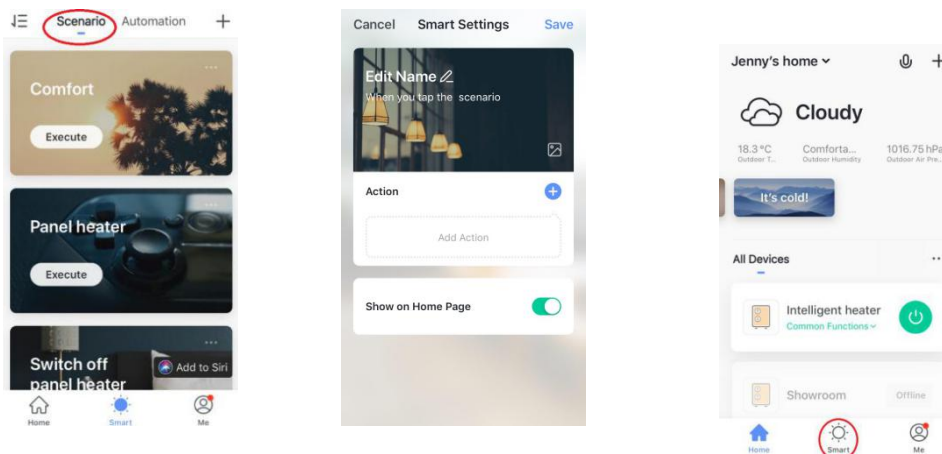 Scenario Automation
Comfort
Execute
Panel heater
Execute
Switch off
panel heater
Add to Siri
Home Smart Me
Cancel Smart Settings Save
Edit Name
When you tap the scenario
Action
Add Action
Show on Home Page
Jenny's home
Cloudy
18.3 °C Comforta... 1016.75 hPa
Outdoor T... Outdoor Humidity Outdoor Air Pre...
It's cold!
All Devices
Intelligent heater
Common Functions
Showroom Offline
Home Smart Me